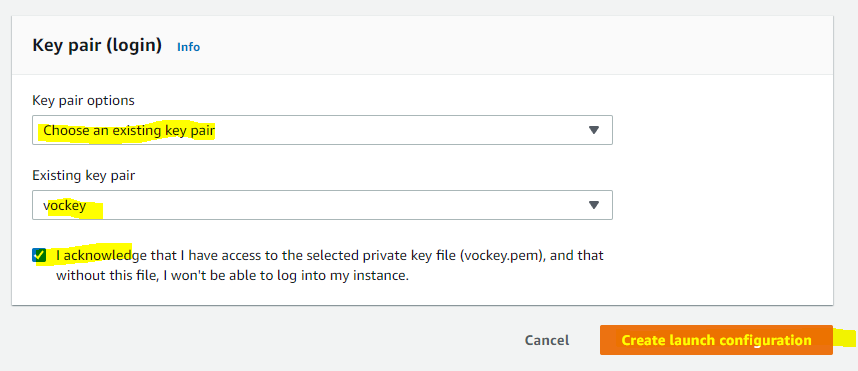 Key pair (login) Info
Key pair options
Choose an existing key pair
Existing key pair
vockey
I acknowledge that I have access to the selected private key file (vockey.pem), and that
without this file, I won't be able to log into my instance.
Cancel Create launch configuration